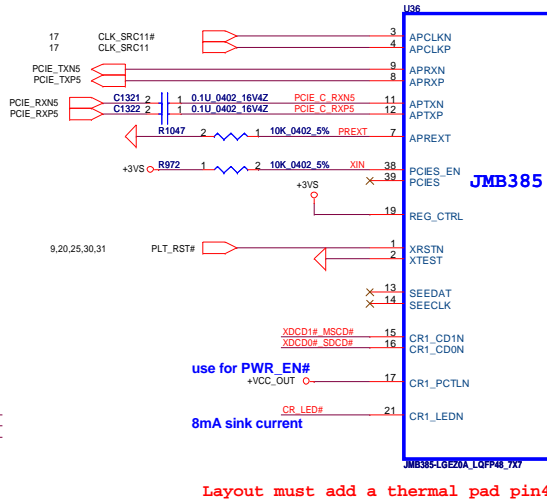 U36
17 CLK_SRC11# 3 APCLKN
17 CLK_SRC11 4 APCLKP
PCIE_TXN5 9 APRXN
PCIE_TXP5 8 APRXP
PCIE_RXN5 C1321 2 1 0.1U_0402_16V4Z PCIE_C_RXN5 11 APTXN
PCIE_RXP5 C1322 2 1 0.1U_0402_16V4Z PCIE_C_RXP5 12 APTXP
R1047 2 1 10K_0402_5% PREXT 7 APREXT
+3VS R972 1 2 10K_0402_5% XIN 38 PCIES_EN
39 PCIES
JMB385
+3VS
19 REG_CTRL
9,20,25,30,31 PLT_RST# 1 XRSTN
2 XTEST
13 SEEDAT
14 SEECLK
XDCD1#_MSCD# 15 CR1_CD1N
XDCD0#_SDCD# 16 CR1_CD0N
use for PWR_EN#
+VCC_OUT 17 CR1_PCTLN
CR_LED# 21 CR1_LEDN
8mA sink current
JMB385-LGEZ0A_LQFP48_7X7
Layout must add a thermal pad pin4